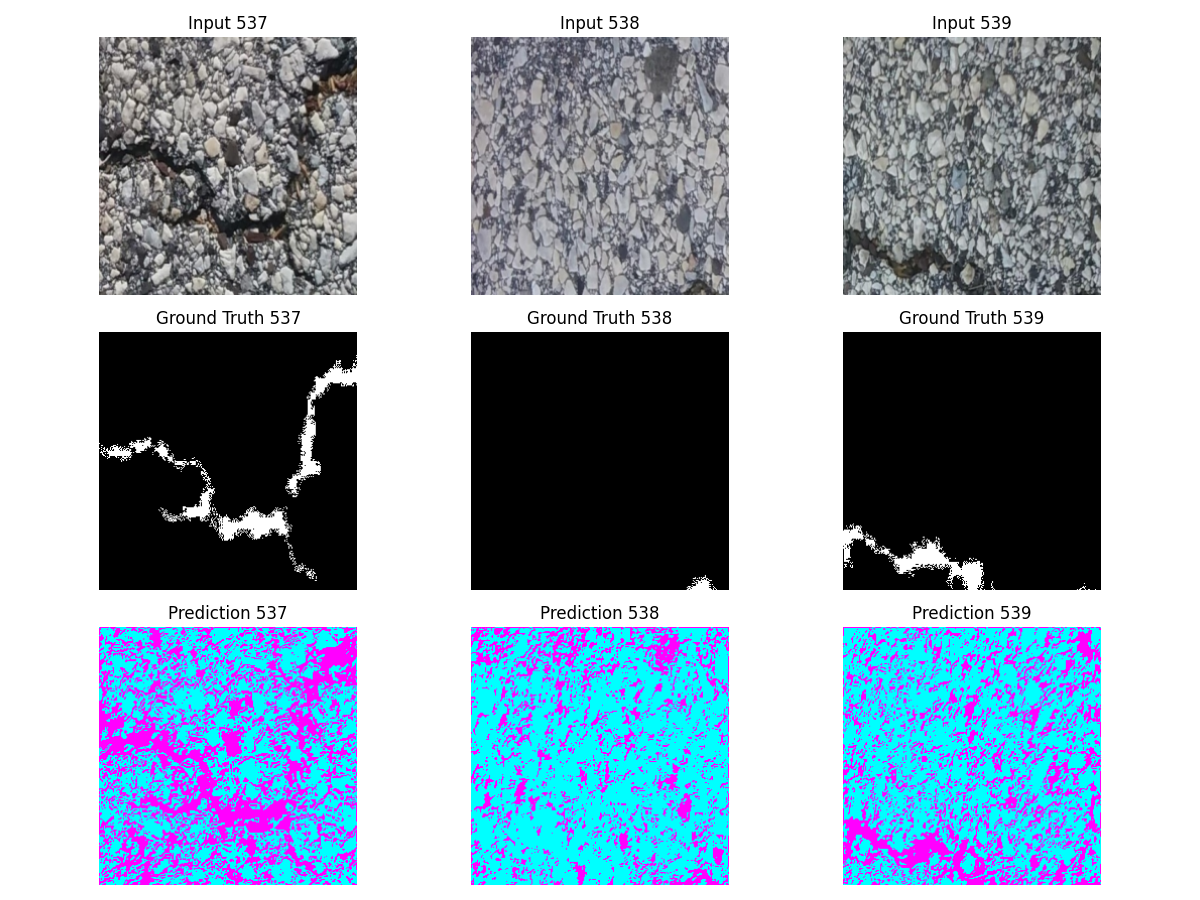 Input 537
Input 538
Input 539
Ground Truth 537
Ground Truth 538
Ground Truth 539
Prediction 537
Prediction 538
Prediction 539